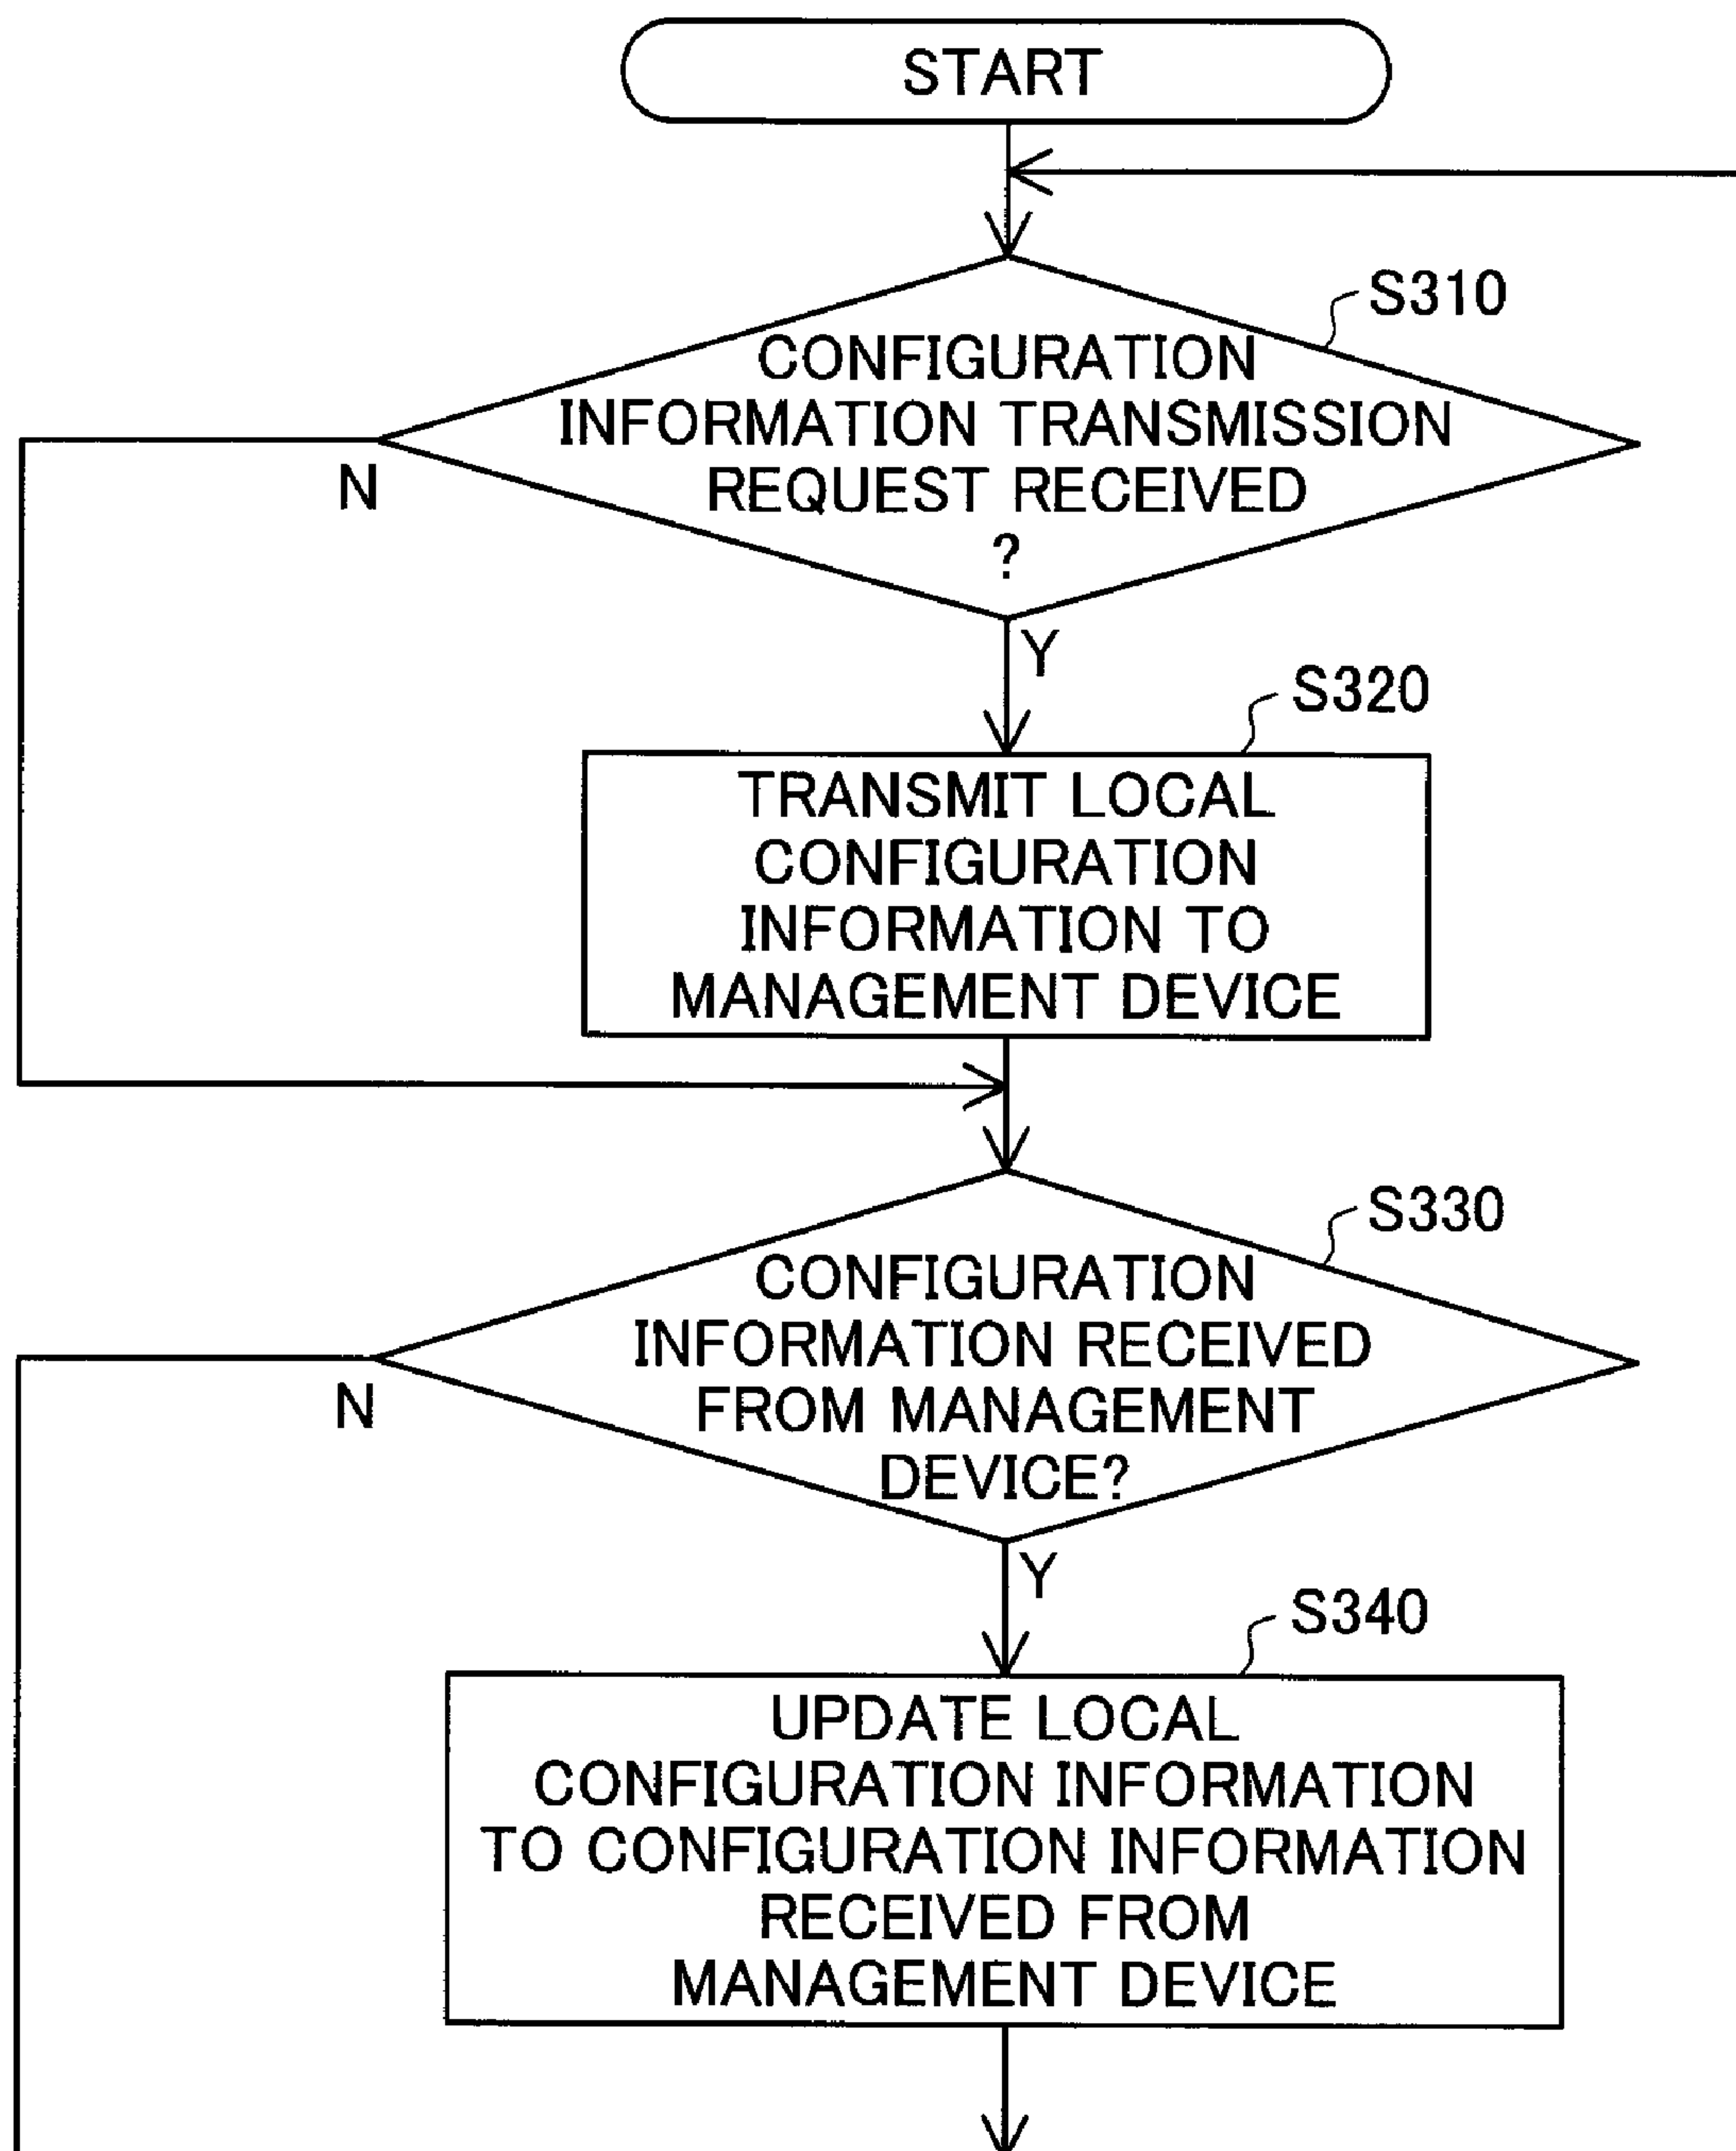 START
S310
CONFIGURATION
INFORMATION TRANSMISSION
REQUEST RECEIVED
?
N
Y
S320
TRANSMIT LOCAL
CONFIGURATION
INFORMATION TO
MANAGEMENT DEVICE
S330
CONFIGURATION
INFORMATION RECEIVED
FROM MANAGEMENT
DEVICE?
N
Y
S340
UPDATE LOCAL
CONFIGURATION INFORMATION
TO CONFIGURATION INFORMATION
RECEIVED FROM
MANAGEMENT DEVICE